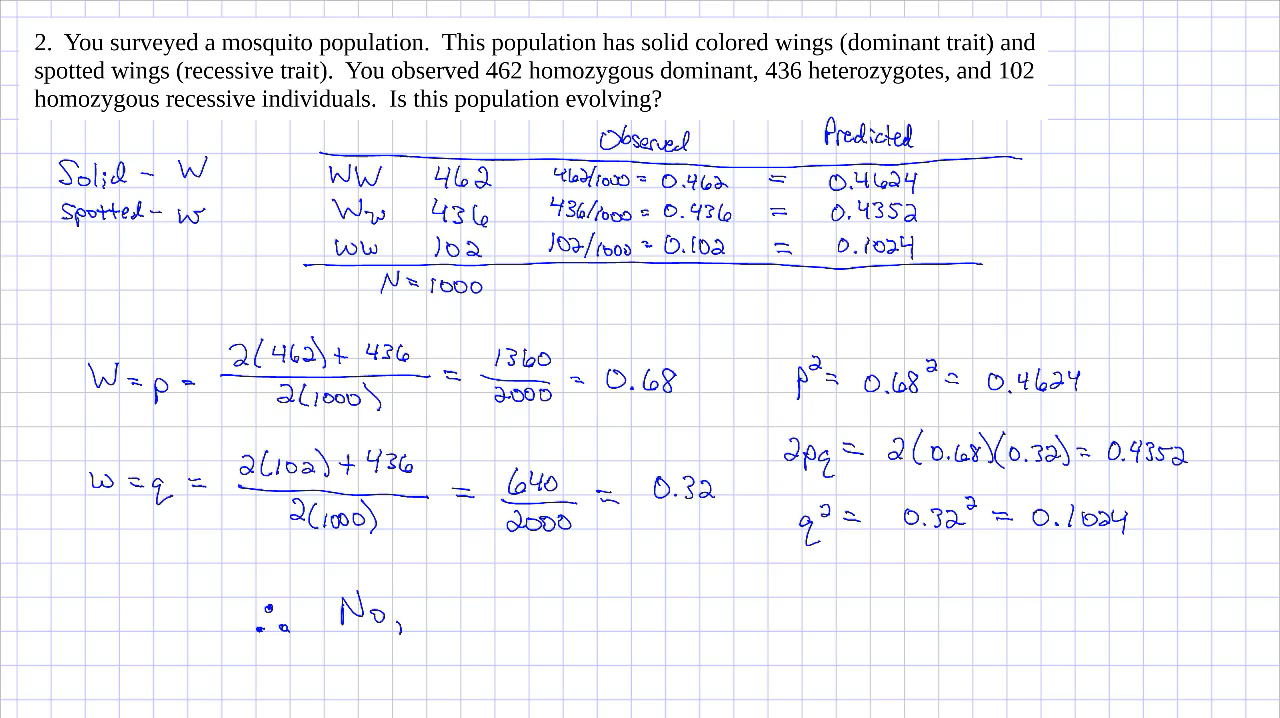 2. You surveyed a mosquito population. This population has solid colored wings (dominant trait) and
spotted wings (recessive trait). You observed 462 homozygous dominant, 436 heterozygotes, and 102
homozygous recessive individuals. Is this population evolving?
Observed Predicted
Solid - W
Spotted - w
WW 462 462/1000 = 0.462 = 0.4624
Ww 436 436/1000 = 0.436 = 0.4352
ww 102 102/1000 = 0.102 = 0.1024
N = 1000
W = p = 2(462) + 436 / 2(1000) = 1360 / 2000 = 0.68
w = q = 2(102) + 436 / 2(1000) = 640 / 2000 = 0.32
p² = 0.68² = 0.4624
2pq = 2(0.68)(0.32) = 0.4352
q² = 0.32² = 0.1024
∴ No,